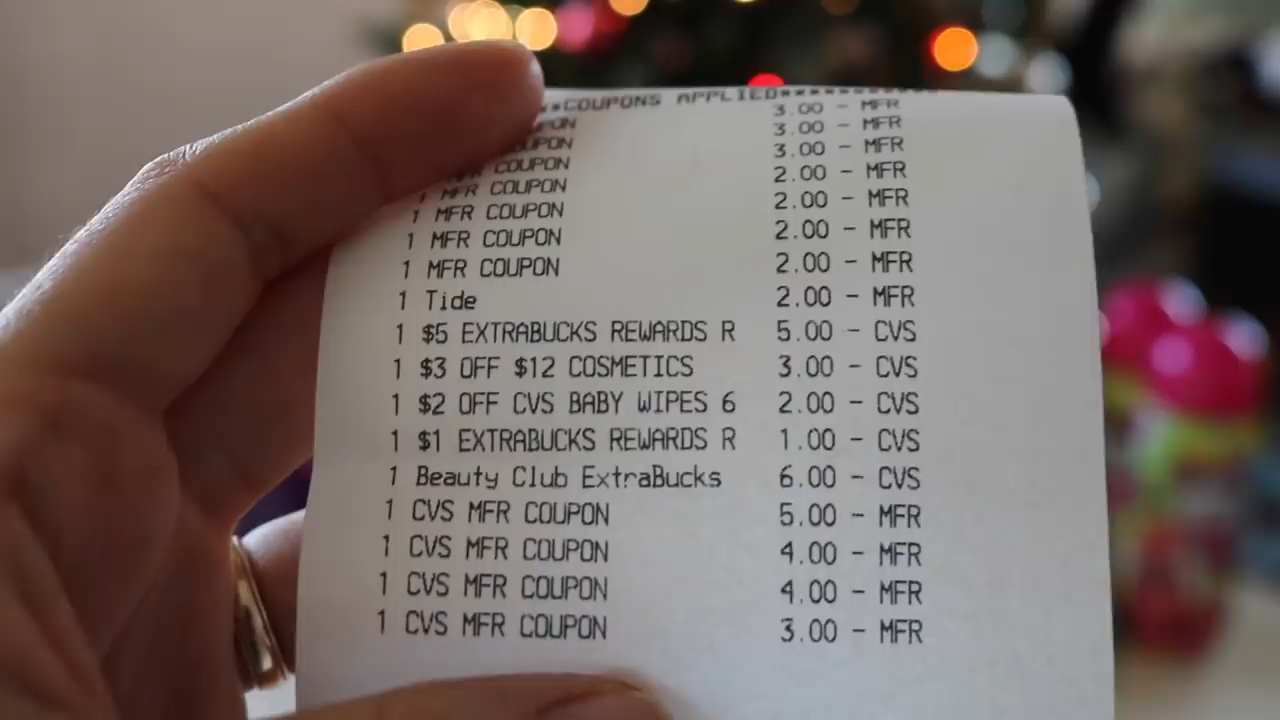 COUPONS APPLIED**********
3.00 - MFR
3.00 - MFR
COUPON 3.00 - MFR
1 MFR COUPON 2.00 - MFR
1 MFR COUPON 2.00 - MFR
1 MFR COUPON 2.00 - MFR
1 MFR COUPON 2.00 - MFR
1 Tide 2.00 - MFR
1 $5 EXTRABUCKS REWARDS R 5.00 - CVS
1 $3 OFF $12 COSMETICS 3.00 - CVS
1 $2 OFF CVS BABY WIPES 6 2.00 - CVS
1 $1 EXTRABUCKS REWARDS R 1.00 - CVS
1 Beauty Club ExtraBucks 6.00 - CVS
1 CVS MFR COUPON 5.00 - MFR
1 CVS MFR COUPON 4.00 - MFR
1 CVS MFR COUPON 4.00 - MFR
1 CVS MFR COUPON 3.00 - MFR